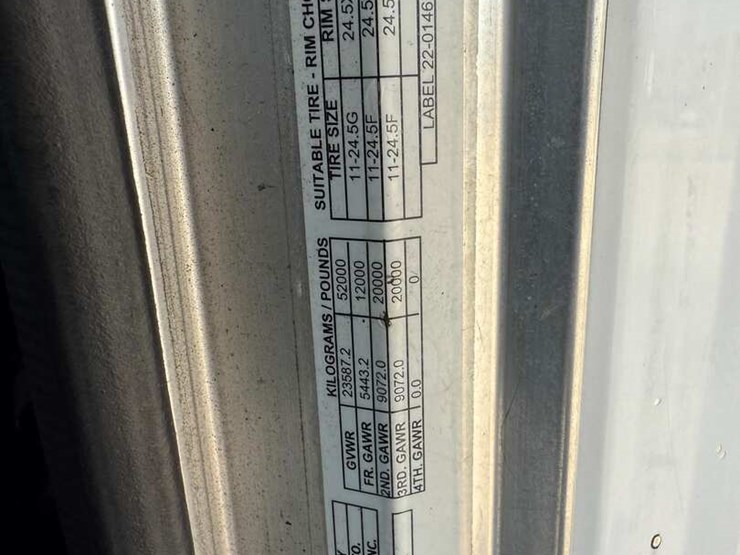 KILOGRAMS / POUNDS
GVWR 23587.2 52000
FR. GAWR 5443.2 12000
2ND. GAWR 9072.0 20000
3RD. GAWR 9072.0 20000
4TH. GAWR 0.0 0
SUITABLE TIRE - RIM CHO
TIRE SIZE RIM S
11-24.5G 24.5
11-24.5F 24.5
11-24.5F 24.5
LABEL 22-0146
O.
NC.